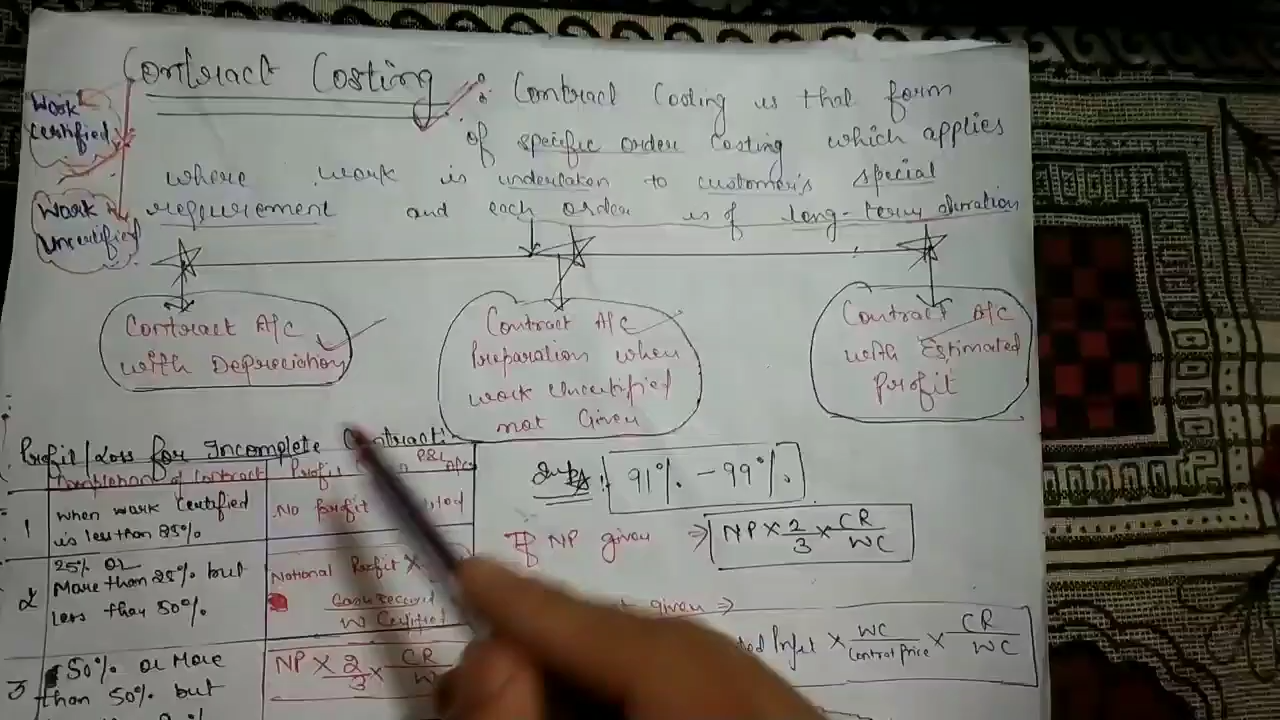 Contract Costing : Contract Costing is that form
of specific order costing which applies
where work is undertaken to customer's special
requirement and each order is of long-term duration
Work
certified
Work
Uncertified
Contract A/C
with Depreciation
Contract A/C
Preparation when
work Uncertified
not Given
Contract A/C
with Estimated
Profit
Profit/Loss for Incomplete Contract:
Completion of Contract
Profit
P&L A/c
1
when work Certified
is less than 25%
No Profit
2
25% or
More than 25% but
less than 50%
Notional Profit ×
Cash received
W Certified
3
50% or More
than 50% but
NP × 2/3 × CR
91% - 99%
If NP given ⇒ NP × 2/3 × CR/WC
given ⇒
× WC/Contract price × CR/WC